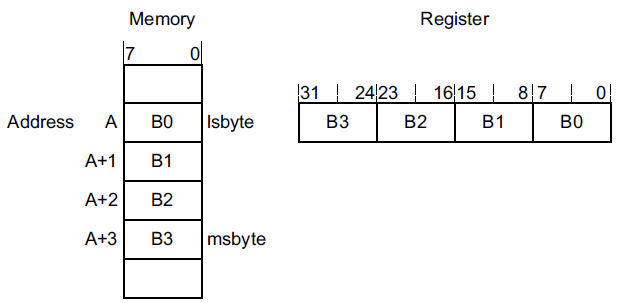 Memory Register
7 0
31 24 23 16 15 8 7 0
Address A B0 lsbyte B3 B2 B1 B0
A+1 B1
A+2 B2
A+3 B3 msbyte